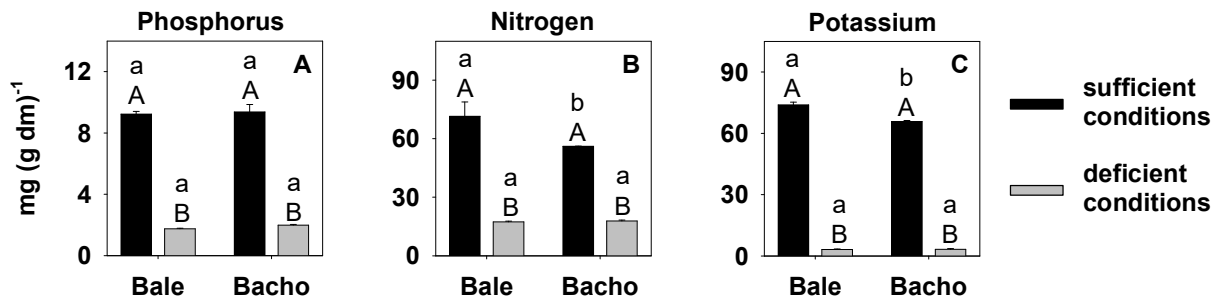 Phosphorus
Nitrogen
Potassium
mg (g dm)-1
12
8
4
0
a
A
a
B
a
A
a
B
A
Bale
Bacho
90
60
30
0
a
A
a
B
b
A
a
B
B
Bale
Bacho
90
60
30
0
a
A
a
B
b
A
a
B
C
Bale
Bacho
sufficient
conditions
deficient
conditions